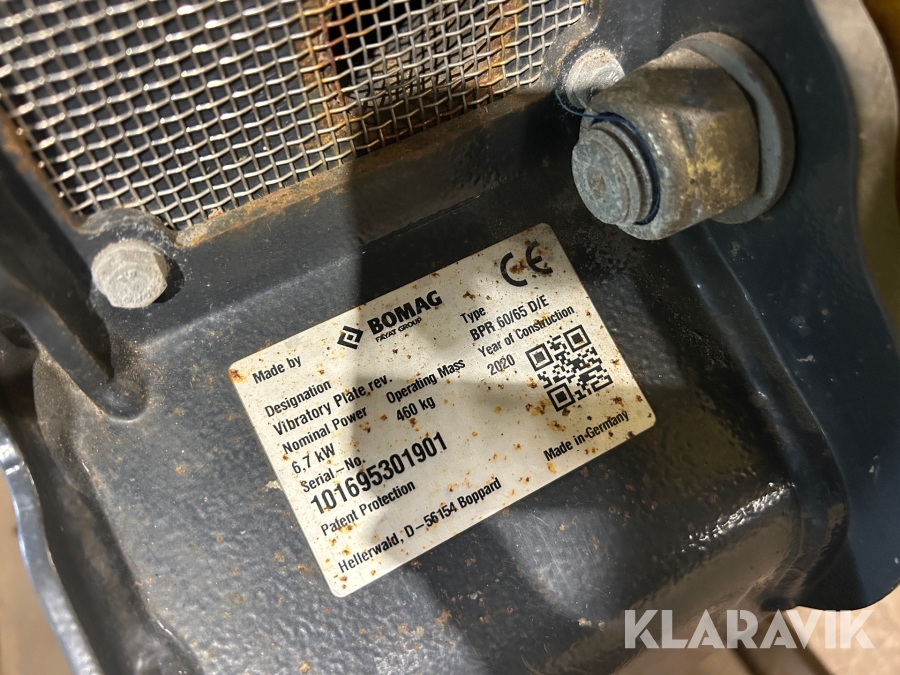 Made by BOMAG
FAYAT GROUP
CE
Designation
Type
Vibratory Plate rev.
BPR 60/65 D/E
Nominal Power
Operating Mass
Year of Construction
6,7 kW
460 kg
2020
Serial-No.
101695301901
Patent Protection
Made in-Germany
Hellerwald, D-56154 Boppard
KLARAVIK